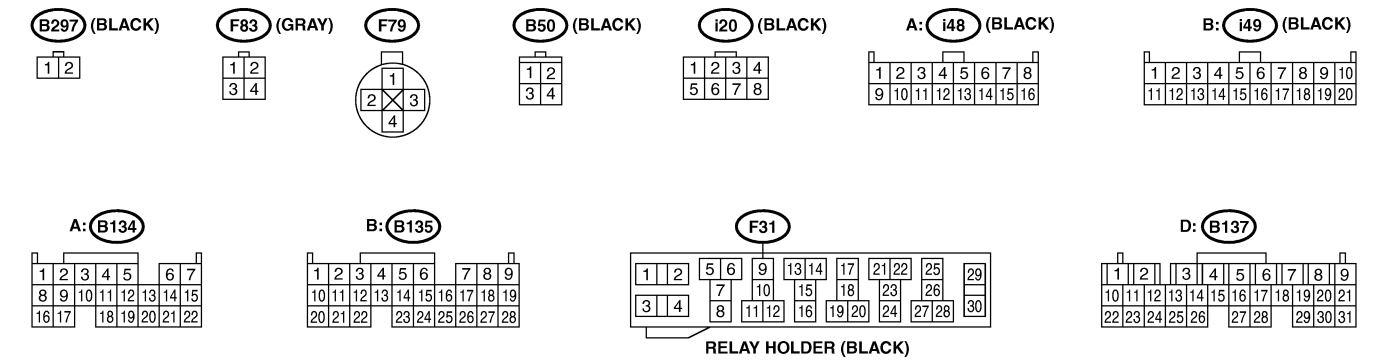 B297 (BLACK) F83 (GRAY) F79 B50 (BLACK) i20 (BLACK) A: i48 (BLACK) B: i49 (BLACK)
1 2
1 2
3 4
1
2 3
4
1 2
3 4
1 2 3 4
5 6 7 8
1 2 3 4 5 6 7 8
9 10 11 12 13 14 15 16
1 2 3 4 5 6 7 8 9 10
11 12 13 14 15 16 17 18 19 20
A: B134 B: B135 F31 D: B137
1 2 3 4 5 6 7
8 9 10 11 12 13 14 15
16 17 18 19 20 21 22
1 2 3 4 5 6 7 8 9
10 11 12 13 14 15 16 17 18 19
20 21 22 23 24 25 26 27 28
1 2 5 6 9 13 14 17 21 22 25 29
7 10 15 18 23 26
3 4 8 11 12 16 19 20 24 27 28 30
RELAY HOLDER (BLACK)
1 2 3 4 5 6 7 8 9
10 11 12 13 14 15 16 17 18 19 20 21
22 23 24 25 26 27 28 29 30 31